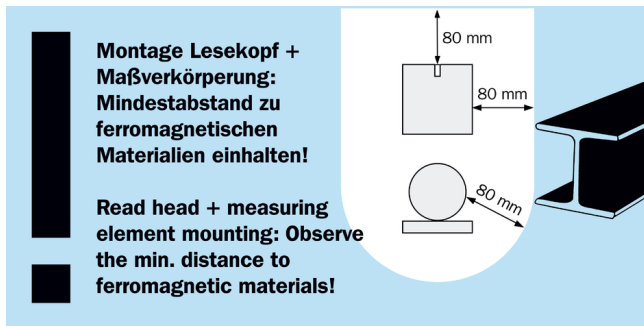 Montage Lesekopf +
Maßverkörperung:
Mindestabstand zu
ferromagnetischen
Materialien einhalten!
Read head + measuring
element mounting: Observe
the min. distance to
ferromagnetic materials!
80 mm
80 mm
80 mm